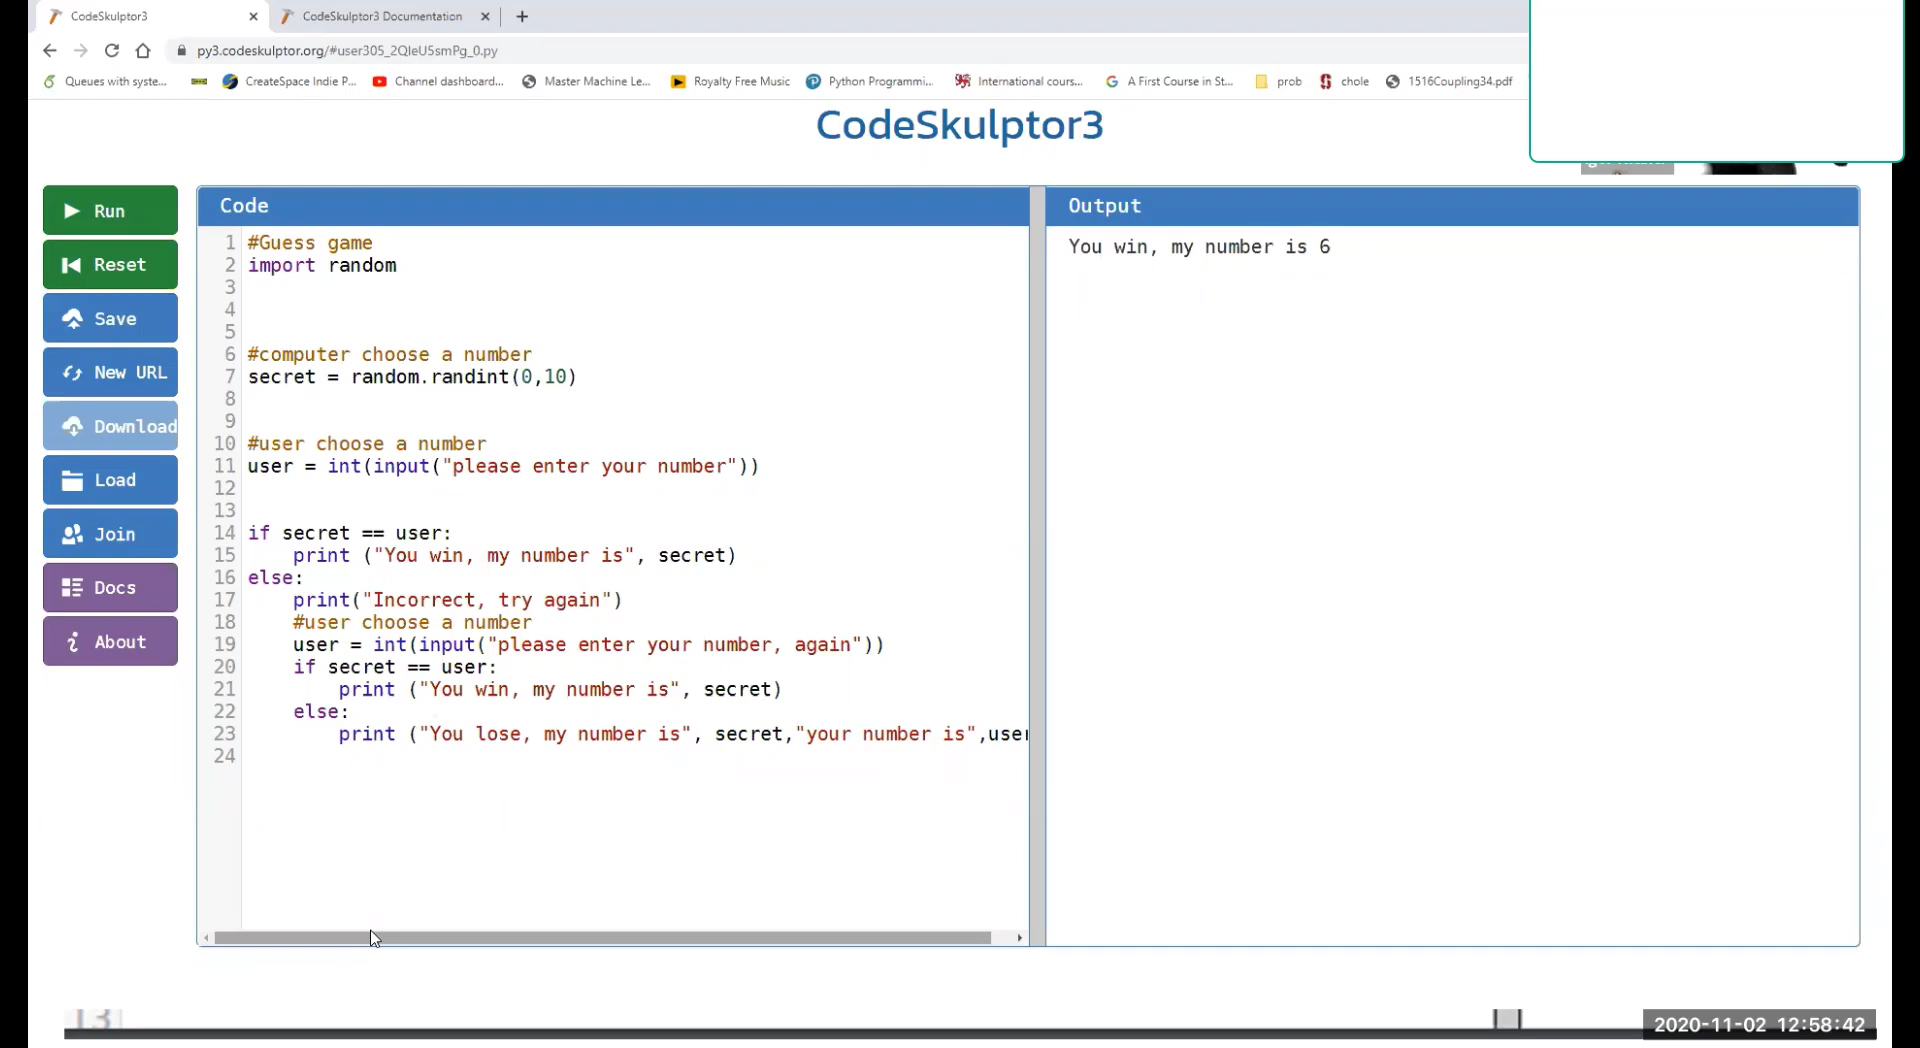 CodeSkulptor3
CodeSkulptor3 Documentation
py3.codeskulptor.org/#user305_2QIeU5smPg_0.py
Queues with syste...
CreateSpace Indie P...
Channel dashboard...
Master Machine Le...
Royalty Free Music
Python Programmi...
International cours...
A First Course in St...
prob
chole
1516Coupling34.pdf
CodeSkulptor3
Run
Reset
Save
New URL
Download
Load
Join
Docs
About
Code
1 #Guess game
2 import random
3
4
5
6 #computer choose a number
7 secret = random.randint(0,10)
8
9
10 #user choose a number
11 user = int(input("please enter your number"))
12
13
14 if secret == user:
15     print ("You win, my number is", secret)
16 else:
17     print("Incorrect, try again")
18     #user choose a number
19     user = int(input("please enter your number, again"))
20     if secret == user:
21         print ("You win, my number is", secret)
22     else:
23         print ("You lose, my number is", secret,"your number is",user
24
Output
You win, my number is 6
13
2020-11-02 12:58:42